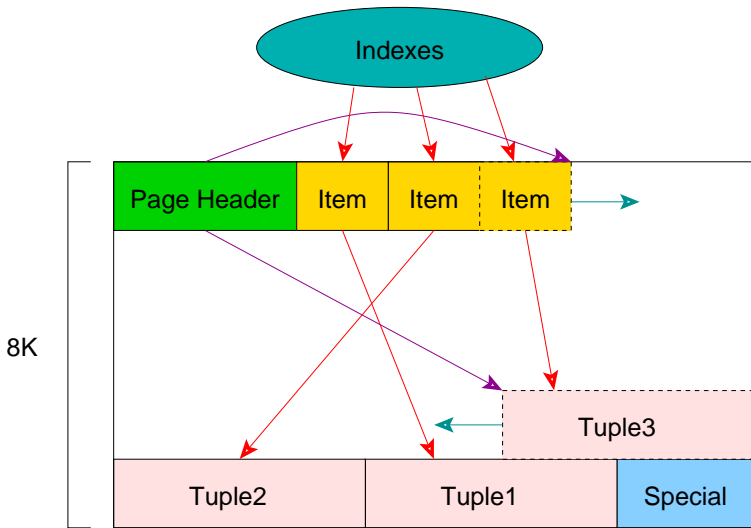 Indexes
Page Header
Item
Item
Item
8K
Tuple3
Tuple2
Tuple1
Special